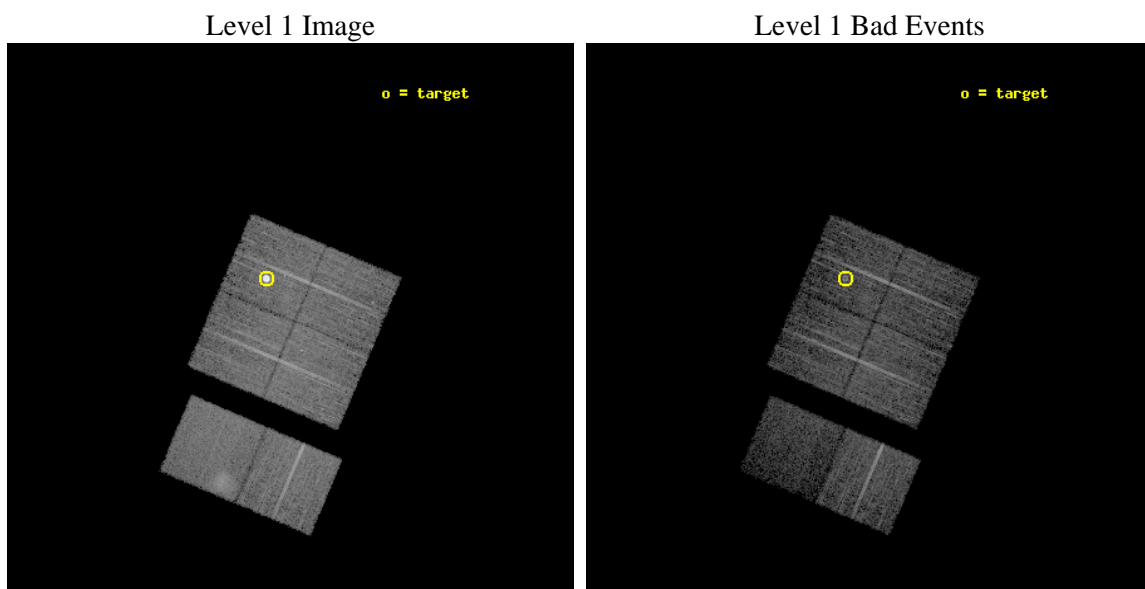 Level 1 Image
Level 1 Bad Events
o = target
o = target